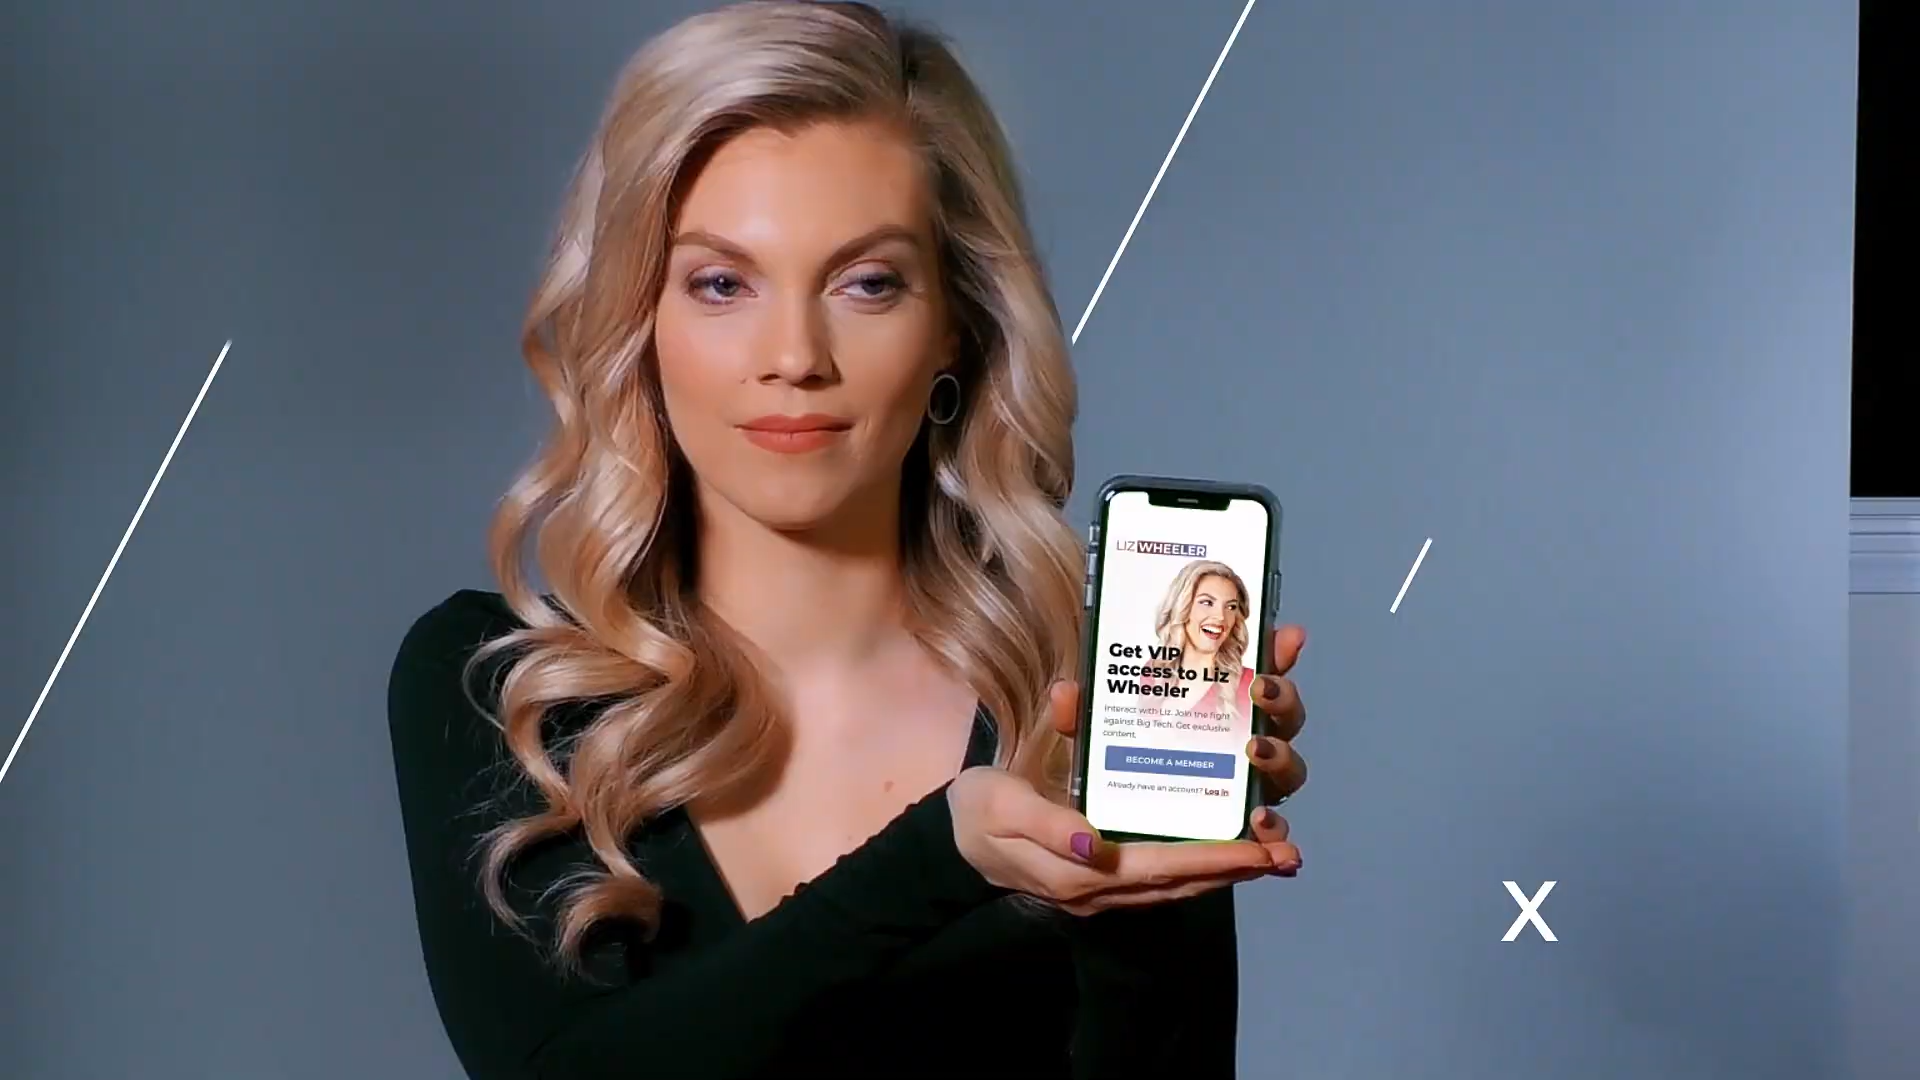 LIZ WHEELER
Get VIP
access to Liz
Wheeler
Interact with Liz. Join the fight
against Big Tech. Get exclusive
content.
BECOME A MEMBER
Already have an account? Log in
X